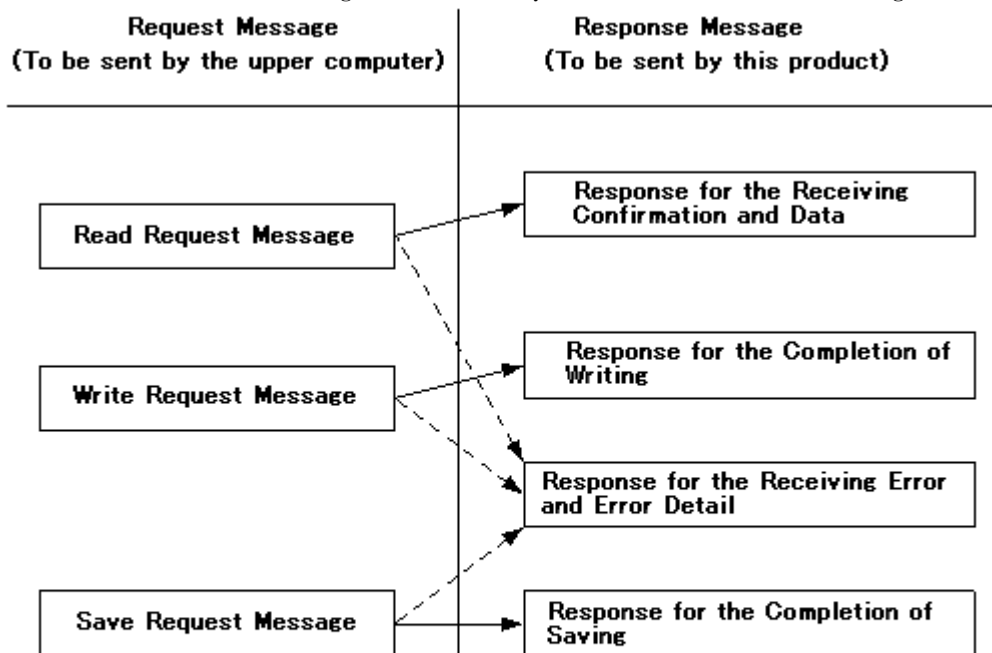 Request Message
(To be sent by the upper computer)
Response Message
(To be sent by this product)
Read Request Message
Response for the Receiving
Confirmation and Data
Write Request Message
Response for the Completion of
Writing
Response for the Receiving Error
and Error Detail
Save Request Message
Response for the Completion of
Saving